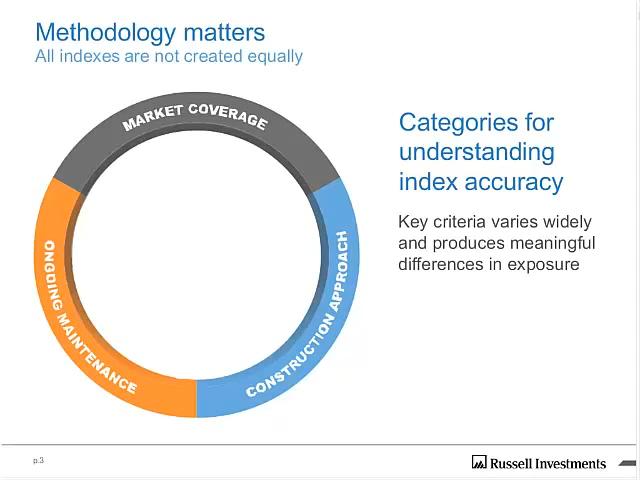 Methodology matters
All indexes are not created equally
MARKET COVERAGE
ONGOING MAINTENANCE
CONSTRUCTION APPROACH
Categories for
understanding
index accuracy
Key criteria varies widely
and produces meaningful
differences in exposure
p.3
Russell Investments